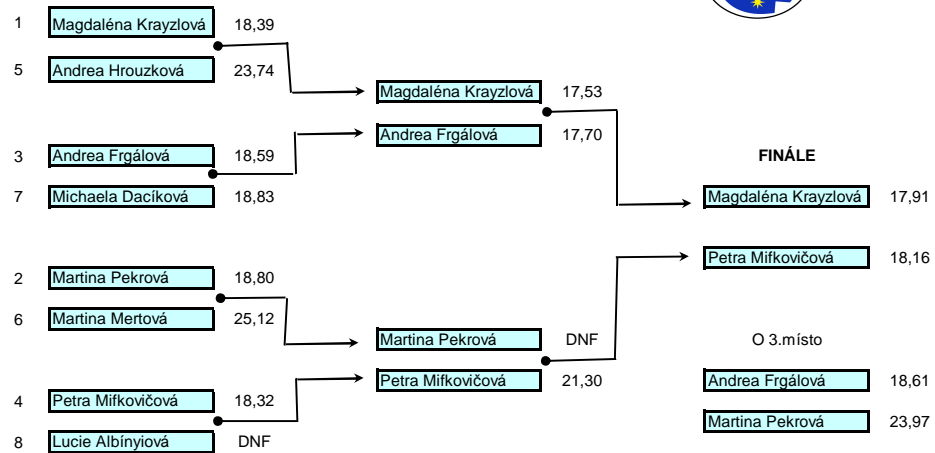 1 Magdaléna Krayzlová 18,39
5 Andrea Hrouzková 23,74
3 Andrea Frgálová 18,59
7 Michaela Dacíková 18,83
2 Martina Pekrová 18,80
6 Martina Mertová 25,12
4 Petra Mifkovičová 18,32
8 Lucie Albínyiová DNF
Magdaléna Krayzlová 17,53
Andrea Frgálová 17,70
Martina Pekrová DNF
Petra Mifkovičová 21,30
FINÁLE
Magdaléna Krayzlová 17,91
Petra Mifkovičová 18,16
O 3.místo
Andrea Frgálová 18,61
Martina Pekrová 23,97